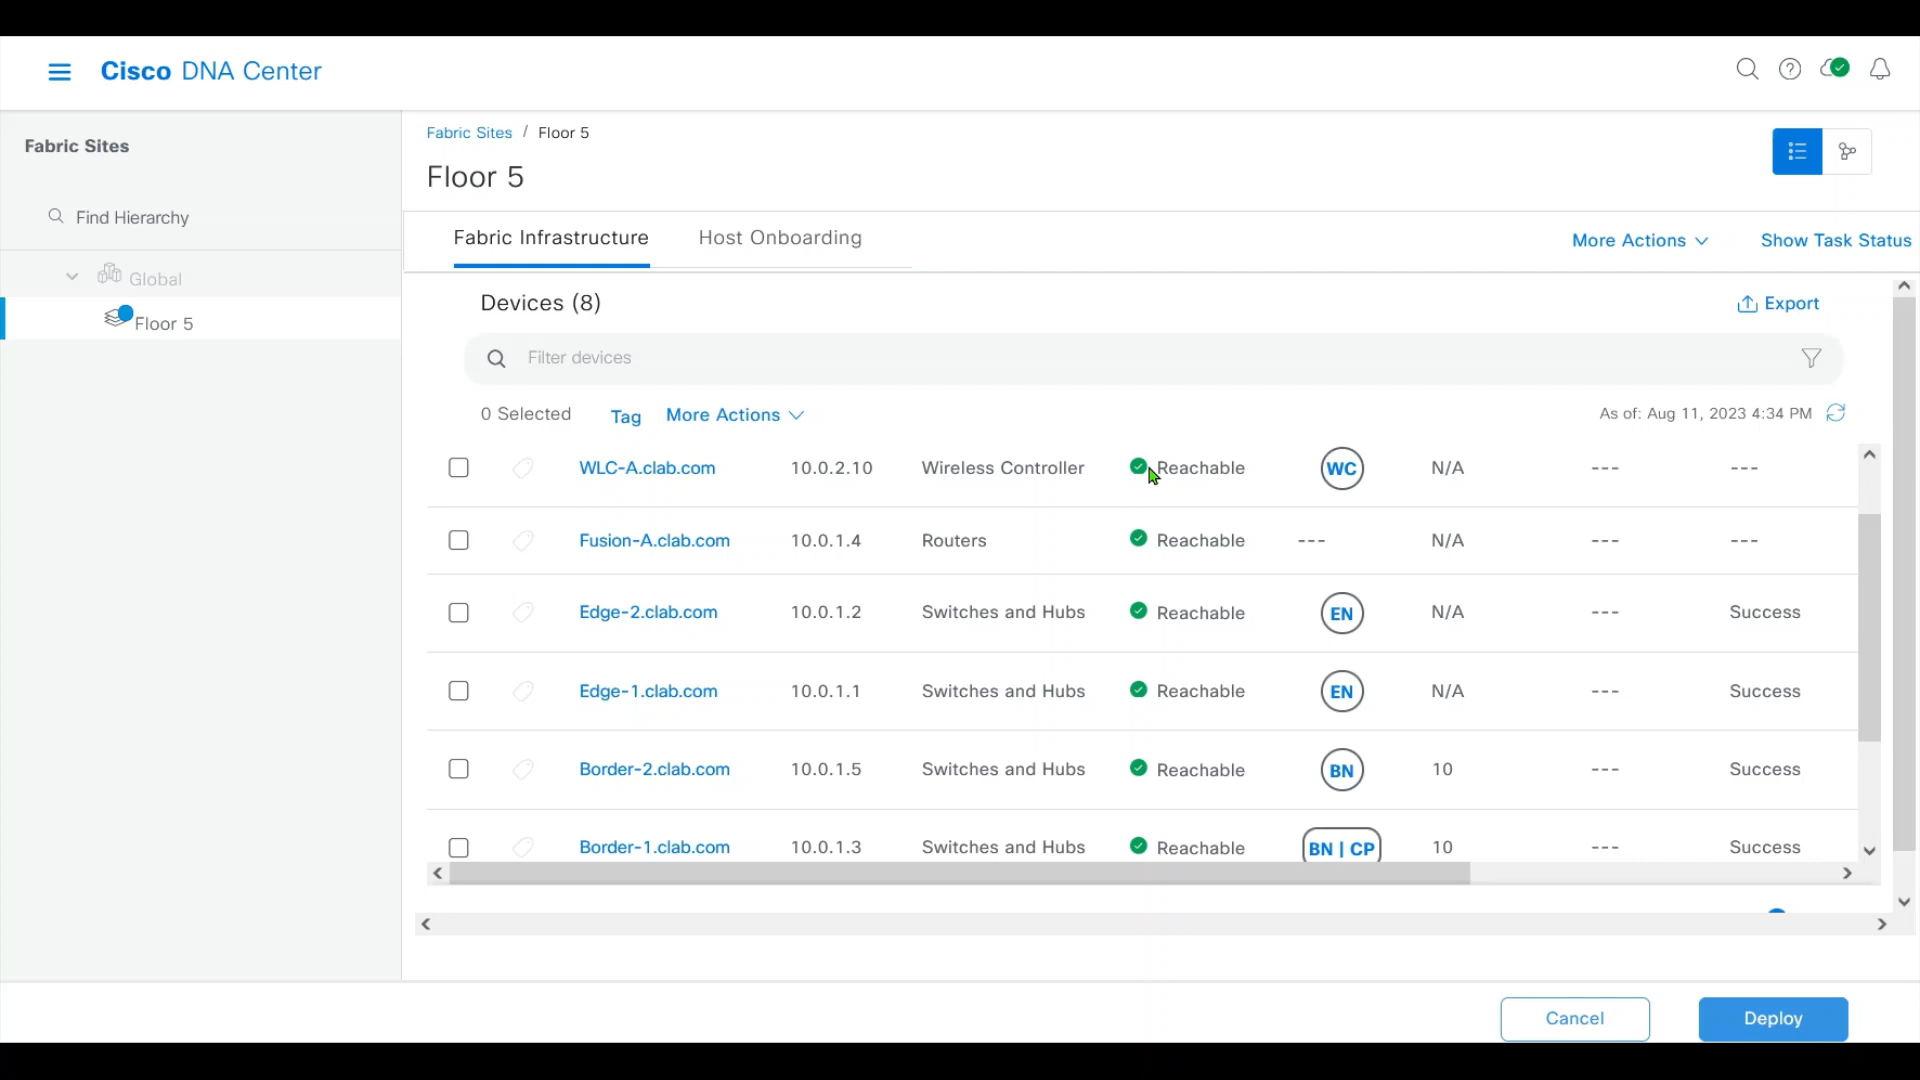 Cisco DNA Center
Fabric Sites
Find Hierarchy
Global
Floor 5
Fabric Sites / Floor 5
Floor 5
Fabric Infrastructure Host Onboarding More Actions Show Task Status
Devices (8) Export
Filter devices
0 Selected Tag More Actions As of: Aug 11, 2023 4:34 PM
WLC-A.clab.com 10.0.2.10 Wireless Controller Reachable WC N/A --- ---
Fusion-A.clab.com 10.0.1.4 Routers Reachable --- N/A --- ---
Edge-2.clab.com 10.0.1.2 Switches and Hubs Reachable EN N/A --- Success
Edge-1.clab.com 10.0.1.1 Switches and Hubs Reachable EN N/A --- Success
Border-2.clab.com 10.0.1.5 Switches and Hubs Reachable BN 10 --- Success
Border-1.clab.com 10.0.1.3 Switches and Hubs Reachable BN | CP 10 --- Success
Cancel Deploy